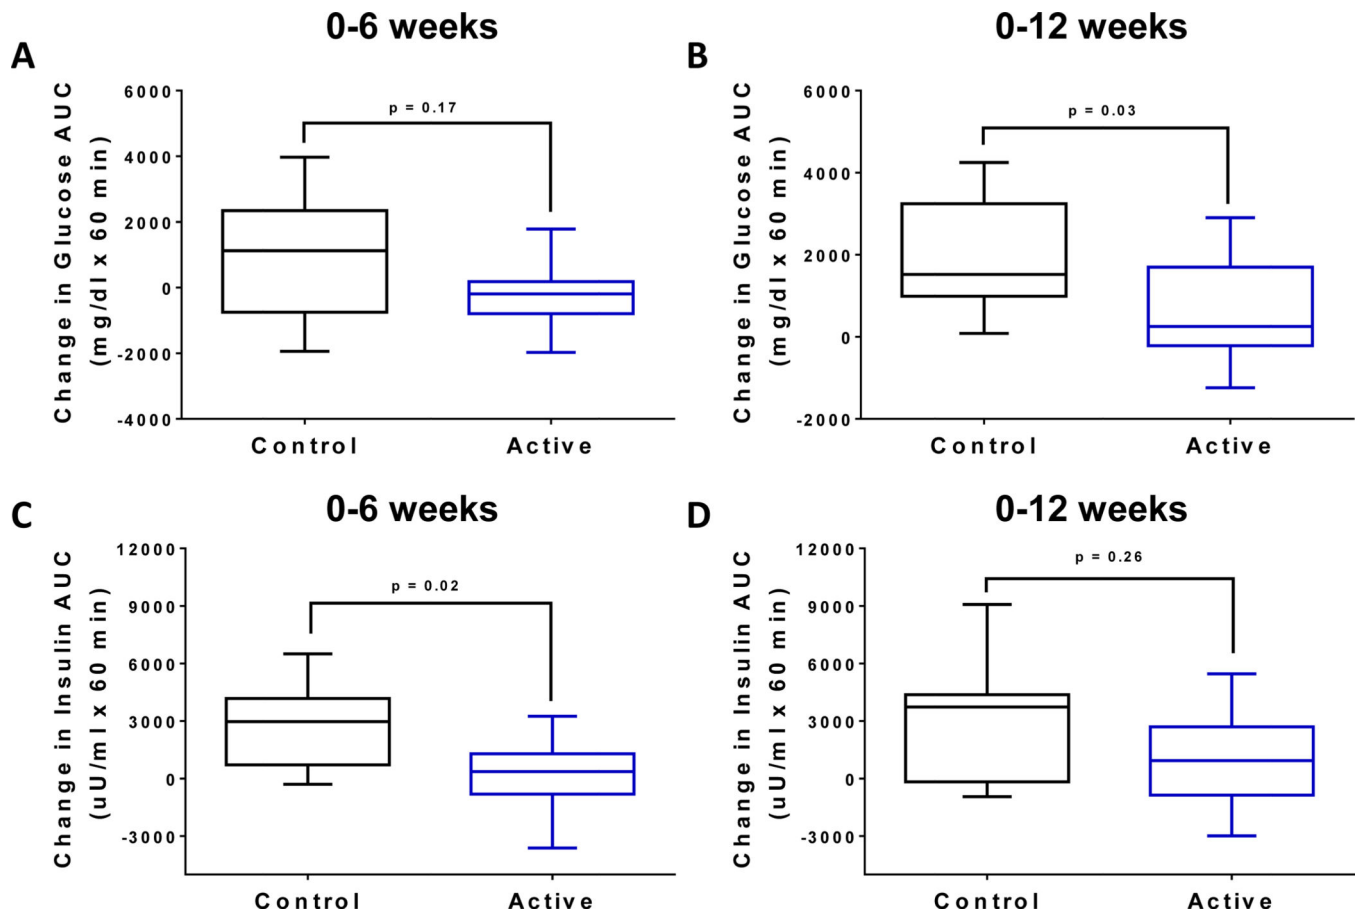 A
0-6 weeks
Change in Glucose AUC
(mg/dl x 60 min)
6000
4000
2000
0
-2000
-4000
p = 0.17
Control
Active
B
0-12 weeks
Change in Glucose AUC
(mg/dl x 60 min)
6000
4000
2000
0
-2000
p = 0.03
Control
Active
C
0-6 weeks
Change in Insulin AUC
(uU/ml x 60 min)
12000
9000
6000
3000
0
-3000
p = 0.02
Control
Active
D
0-12 weeks
Change in Insulin AUC
(uU/ml x 60 min)
12000
9000
6000
3000
0
-3000
p = 0.26
Control
Active